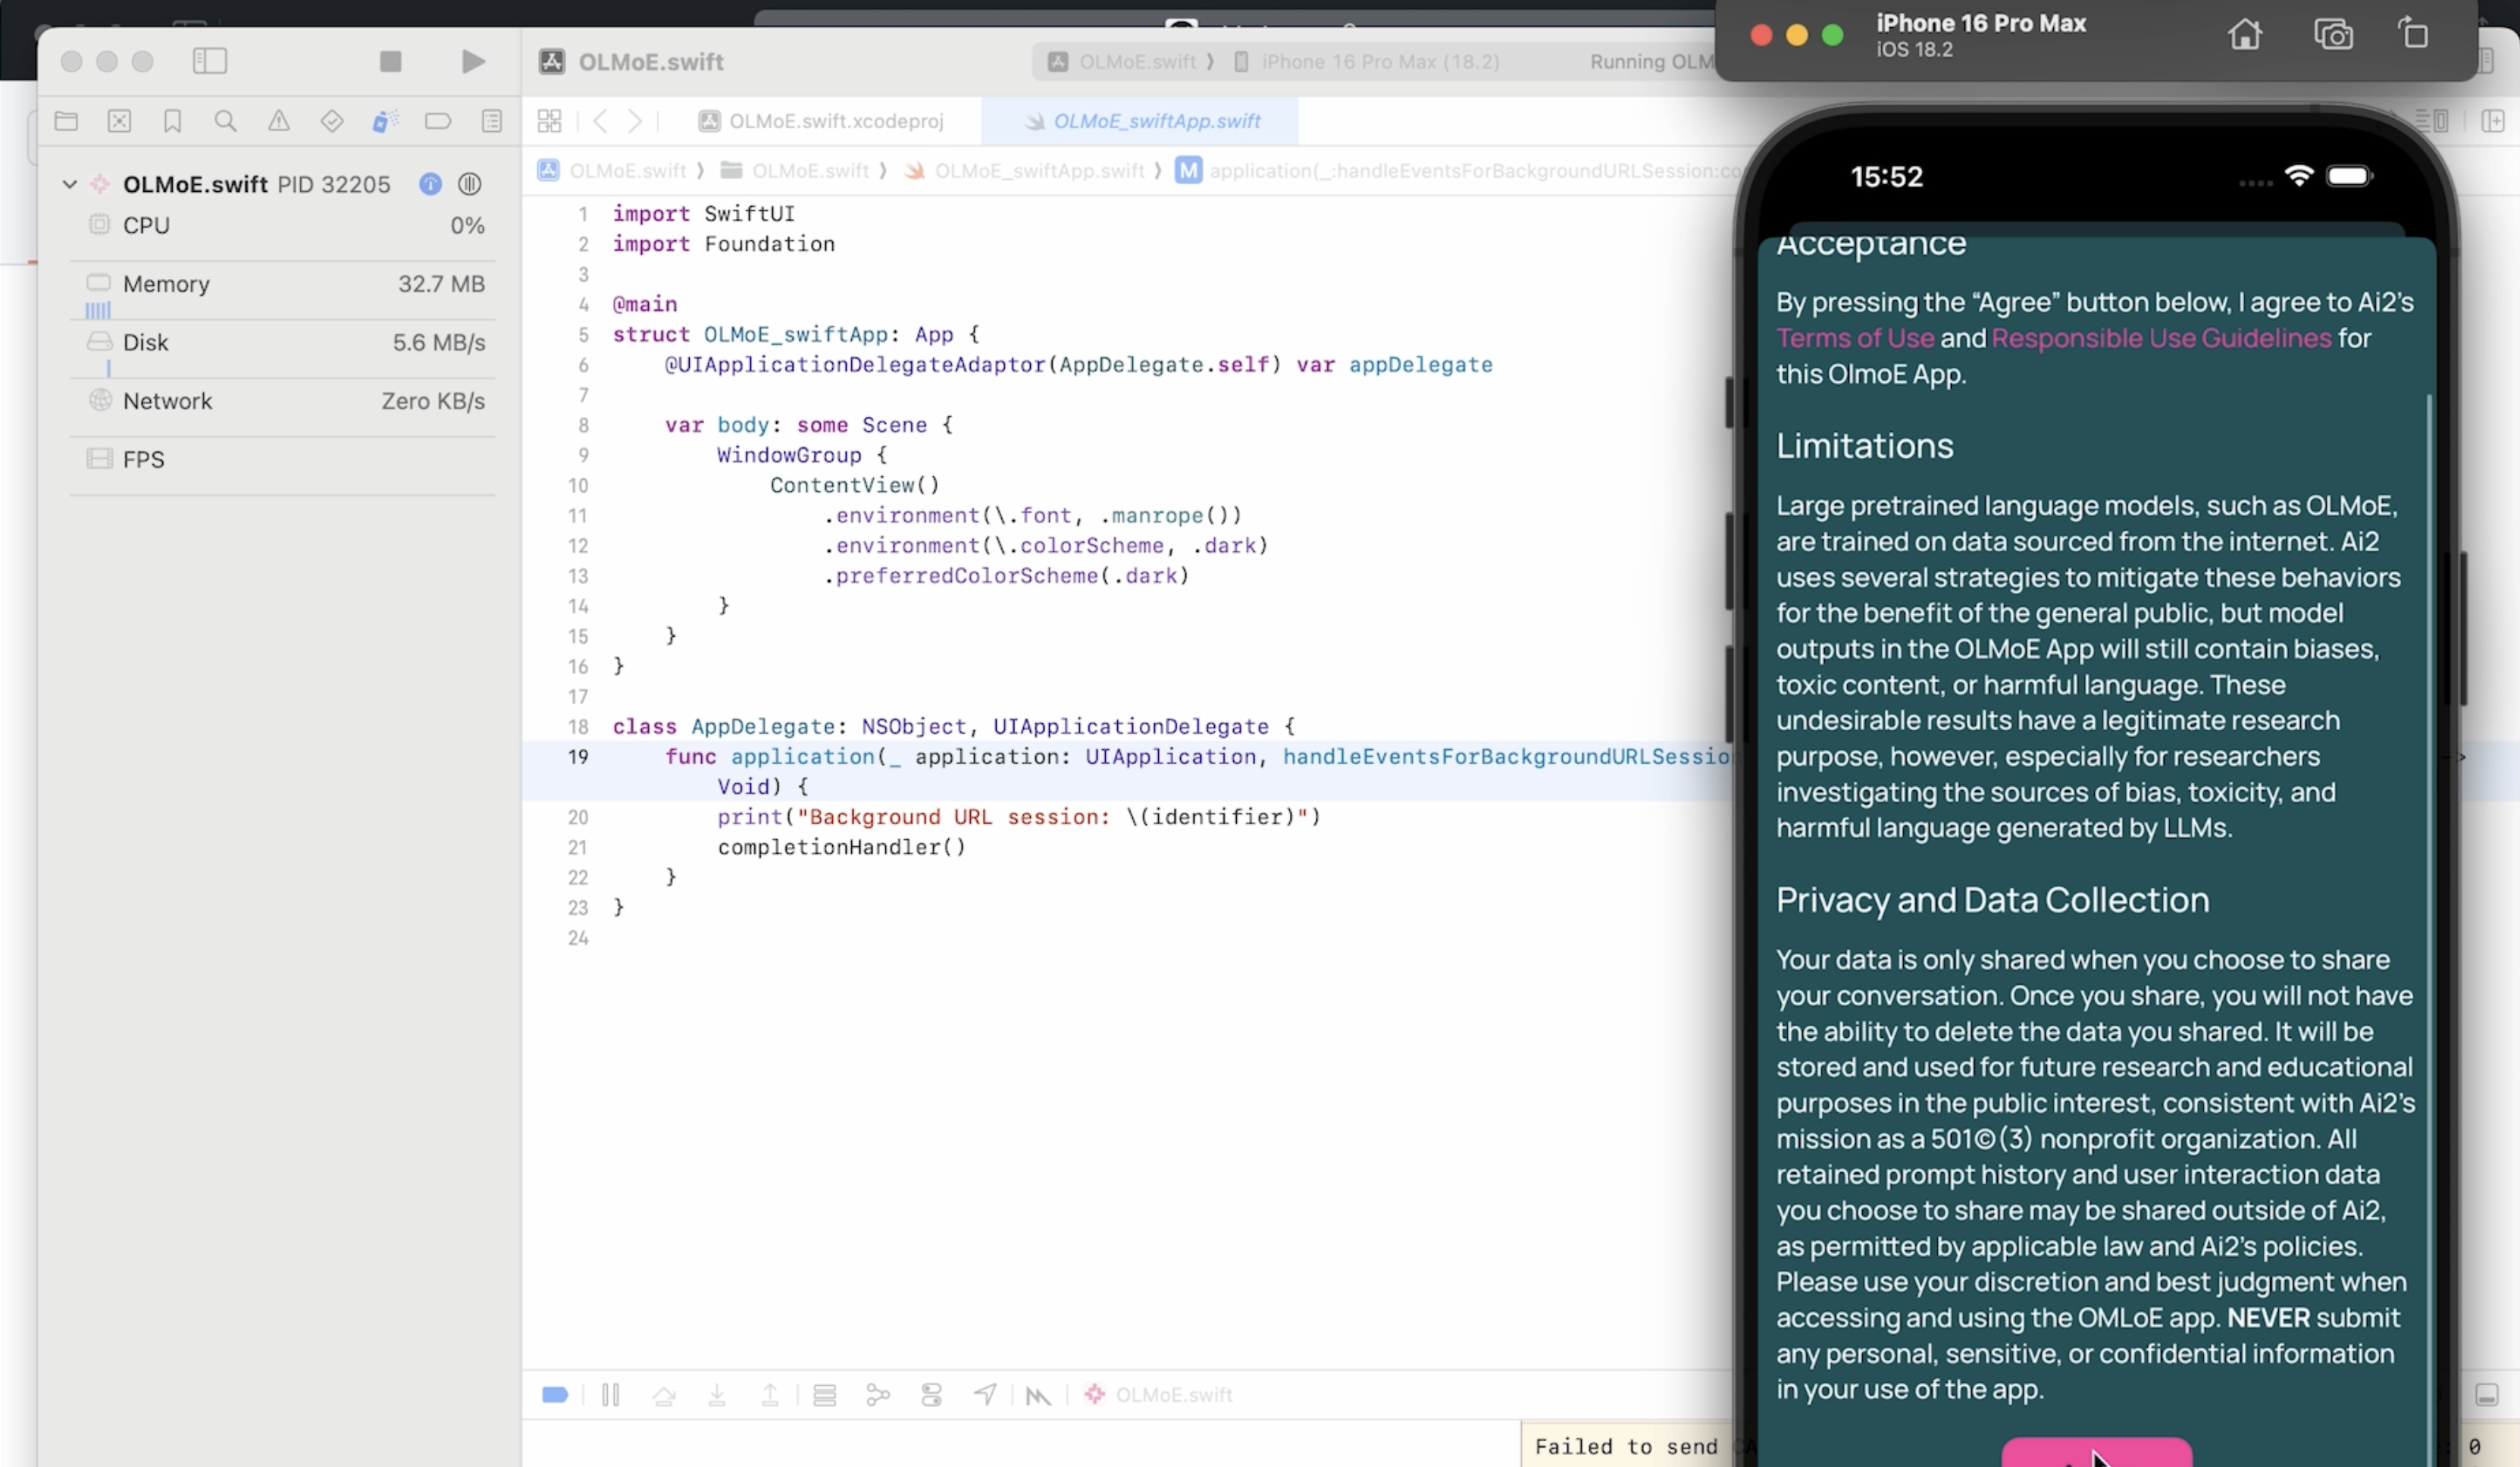 OLMoE.swift
OLMoE.swift
iPhone 16 Pro Max (18.2)
Running
iPhone 16 Pro Max
iOS 18.2
OLMoE.swift.xcodeproj
OLMoE_swiftApp.swift
OLMoE.swift
OLMoE.swift
OLMoE_swiftApp.swift
M
application(_:handleEventsForBackgroundURLSession:
OLMoE.swift PID 32205
CPU 0%
Memory 32.7 MB
Disk 5.6 MB/s
Network Zero KB/s
FPS
1 import SwiftUI
2 import Foundation
3
4 @main
5 struct OLMoE_swiftApp: App {
6 @UIApplicationDelegateAdaptor(AppDelegate.self) var appDelegate
7
8 var body: some Scene {
9 WindowGroup {
10 ContentView()
11 .environment(\.font, .manrope())
12 .environment(\.colorScheme, .dark)
13 .preferredColorScheme(.dark)
14 }
15 }
16 }
17
18 class AppDelegate: NSObject, UIApplicationDelegate {
19 func application(_ application: UIApplication, handleEventsForBackgroundURLSessio
Void) {
20 print("Background URL session: \(identifier)")
21 completionHandler()
22 }
23 }
24
OLMoE.swift
Failed to send
0
15:52
Acceptance
By pressing the “Agree” button below, I agree to Ai2’s
Terms of Use and Responsible Use Guidelines for
this OlmoE App.
Limitations
Large pretrained language models, such as OLMoE,
are trained on data sourced from the internet. Ai2
uses several strategies to mitigate these behaviors
for the benefit of the general public, but model
outputs in the OLMoE App will still contain biases,
toxic content, or harmful language. These
undesirable results have a legitimate research
purpose, however, especially for researchers
investigating the sources of bias, toxicity, and
harmful language generated by LLMs.
Privacy and Data Collection
Your data is only shared when you choose to share
your conversation. Once you share, you will not have
the ability to delete the data you shared. It will be
stored and used for future research and educational
purposes in the public interest, consistent with Ai2’s
mission as a 501©(3) nonprofit organization. All
retained prompt history and user interaction data
you choose to share may be shared outside of Ai2,
as permitted by applicable law and Ai2’s policies.
Please use your discretion and best judgment when
accessing and using the OMLoE app. NEVER submit
any personal, sensitive, or confidential information
in your use of the app.